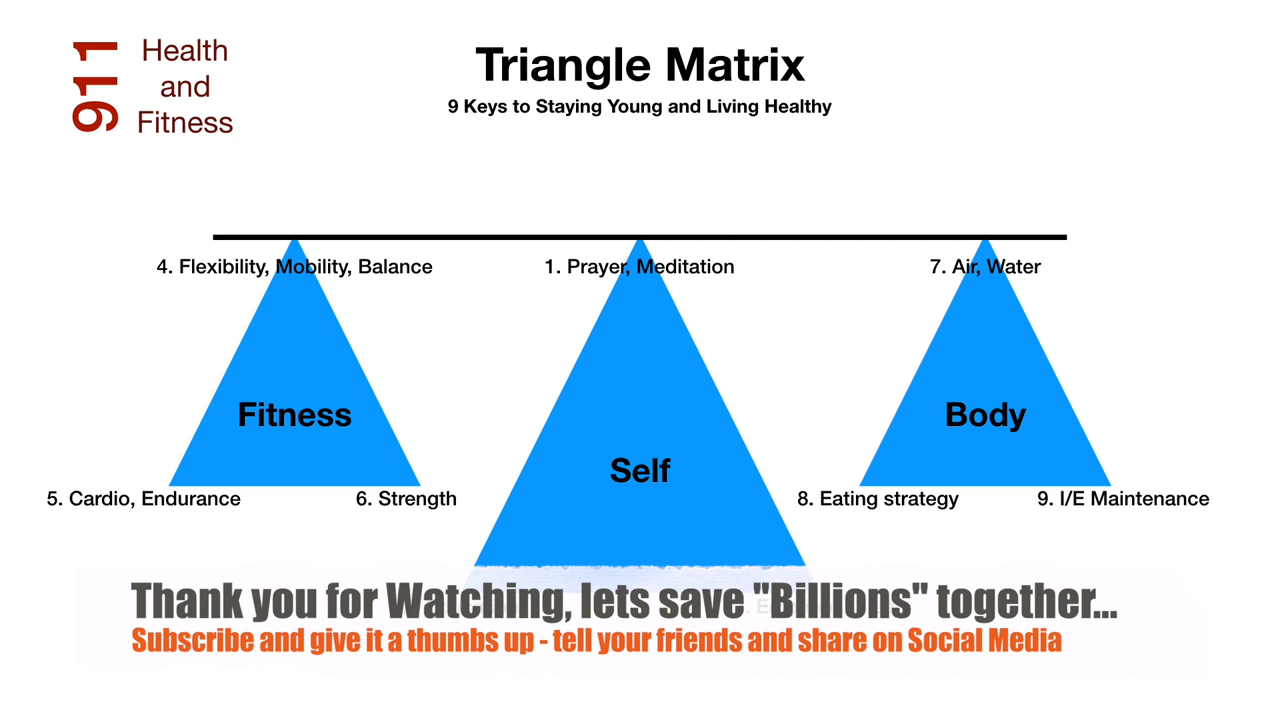 911
Health
and
Fitness
Triangle Matrix
9 Keys to Staying Young and Living Healthy
4. Flexibility, Mobility, Balance
1. Prayer, Meditation
7. Air, Water
Fitness
Self
Body
5. Cardio, Endurance
6. Strength
8. Eating strategy
9. I/E Maintenance
Thank you for Watching, lets save "Billions" together...
Subscribe and give it a thumbs up - tell your friends and share on Social Media